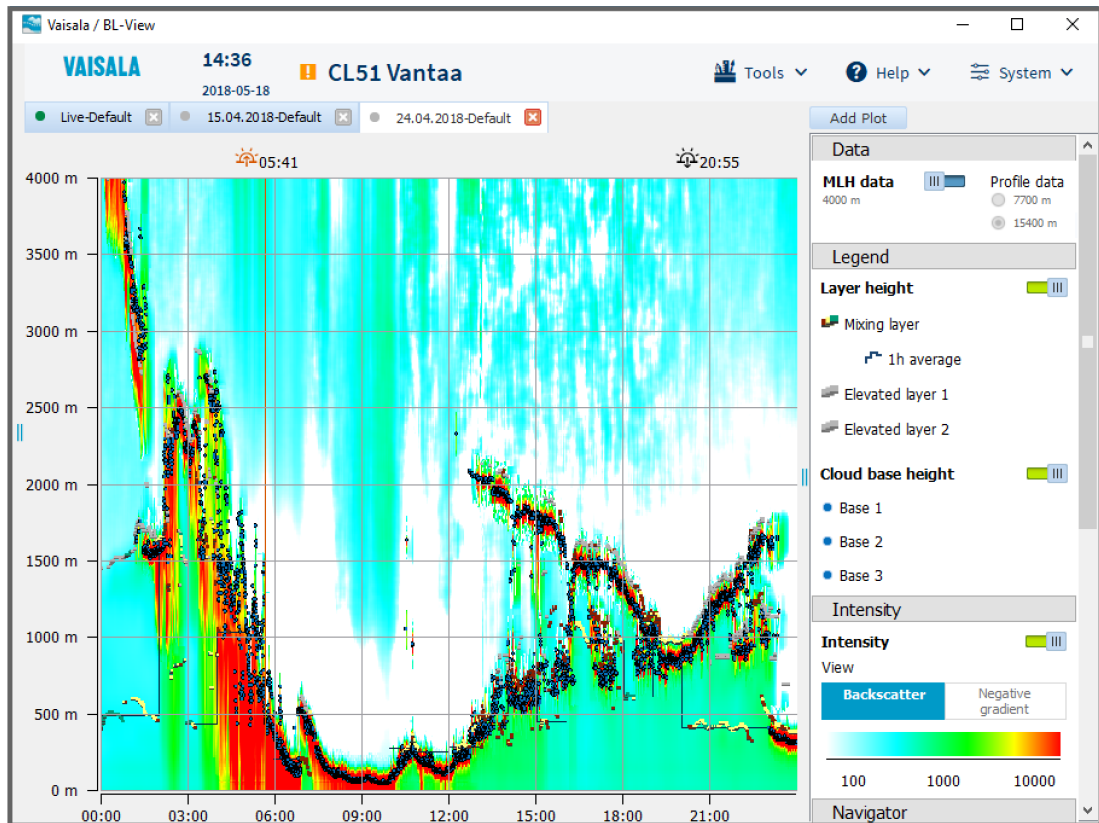 Vaisala / BL-View
VAISALA
14:36
2018-05-18
CL51 Vantaa
Tools
Help
System
Live-Default
15.04.2018-Default
24.04.2018-Default
Add Plot
05:41
20:55
4000 m
3500 m
3000 m
2500 m
2000 m
1500 m
1000 m
500 m
0 m
00:00 03:00 06:00 09:00 12:00 15:00 18:00 21:00
Data
MLH data
4000 m
Profile data
7700 m
15400 m
Legend
Layer height
Mixing layer
1h average
Elevated layer 1
Elevated layer 2
Cloud base height
Base 1
Base 2
Base 3
Intensity
Intensity
View
Backscatter
Negative
gradient
100 1000 10000
Navigator